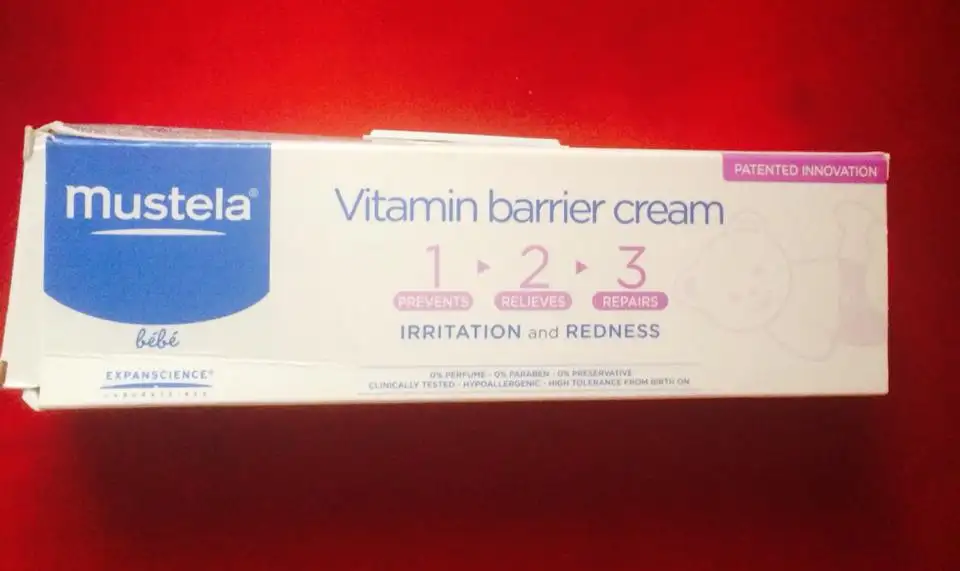 mustela®
bébé
EXPANSCIENCE®
LABORATOIRES
Vitamin barrier cream
1 ▸ 2 ▸ 3
PREVENTS RELIEVES REPAIRS
IRRITATION and REDNESS
0% PERFUME - 0% PARABEN - 0% PRESERVATIVE
CLINICALLY TESTED - HYPOALLERGENIC - HIGH TOLERANCE FROM BIRTH ON
PATENTED INNOVATION